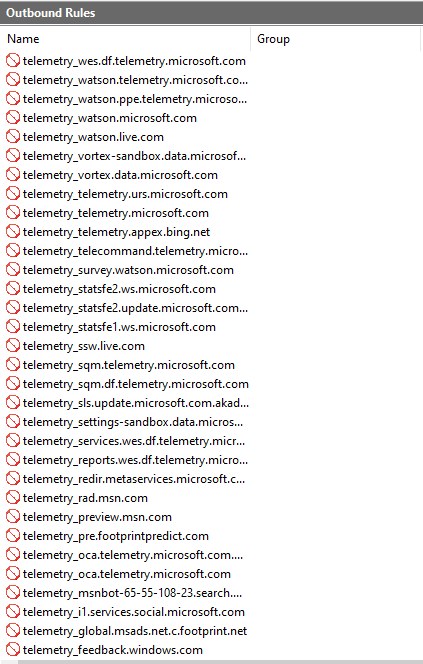 Outbound Rules
Name Group
telemetry_wes.df.telemetry.microsoft.com
telemetry_watson.telemetry.microsoft.co...
telemetry_watson.ppe.telemetry.microso...
telemetry_watson.microsoft.com
telemetry_watson.live.com
telemetry_vortex-sandbox.data.microsof...
telemetry_vortex.data.microsoft.com
telemetry_telemetry.urs.microsoft.com
telemetry_telemetry.microsoft.com
telemetry_telemetry.appex.bing.net
telemetry_telecommand.telemetry.micro...
telemetry_survey.watson.microsoft.com
telemetry_statsfe2.ws.microsoft.com
telemetry_statsfe2.update.microsoft.com...
telemetry_statsfe1.ws.microsoft.com
telemetry_ssw.live.com
telemetry_sqm.telemetry.microsoft.com
telemetry_sqm.df.telemetry.microsoft.com
telemetry_sls.update.microsoft.com.akad...
telemetry_settings-sandbox.data.micros...
telemetry_services.wes.df.telemetry.micr...
telemetry_reports.wes.df.telemetry.micro...
telemetry_redir.metaservices.microsoft.c...
telemetry_rad.msn.com
telemetry_preview.msn.com
telemetry_pre.footprintpredict.com
telemetry_oca.telemetry.microsoft.com....
telemetry_oca.telemetry.microsoft.com
telemetry_msnbot-65-55-108-23.search....
telemetry_i1.services.social.microsoft.com
telemetry_global.msads.net.c.footprint.net
telemetry_feedback.windows.com